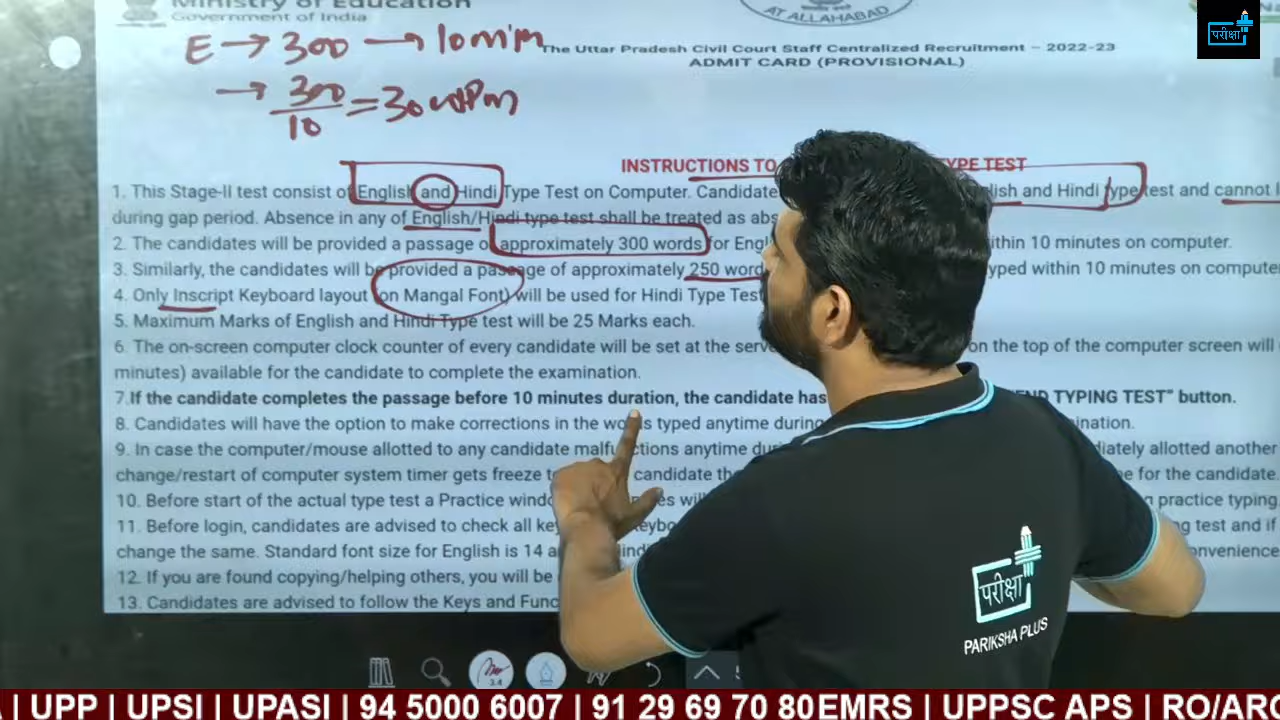 Ministry of Education
Government of India
AT ALLAHABAD
परीक्षा
E → 300 → 10 min
→ 300/10 = 30 wpm
The Uttar Pradesh Civil Court Staff Centralized Recruitment – 2022-23
ADMIT CARD (PROVISIONAL)
INSTRUCTIONS TO TYPE TEST
1. This Stage-II test consist of English and Hindi Type Test on Computer. Candidate English and Hindi type test and cannot
during gap period. Absence in any of English/Hindi type test shall be treated as abs
2. The candidates will be provided a passage of approximately 300 words for Engl within 10 minutes on computer.
3. Similarly, the candidates will be provided a passage of approximately 250 word typed within 10 minutes on compute
4. Only Inscript Keyboard layout (on Mangal Font) will be used for Hindi Type Test
5. Maximum Marks of English and Hindi Type test will be 25 Marks each.
6. The on-screen computer clock counter of every candidate will be set at the serve on the top of the computer screen will
minutes) available for the candidate to complete the examination.
7.If the candidate completes the passage before 10 minutes duration, the candidate has END TYPING TEST" button.
8. Candidates will have the option to make corrections in the words typed anytime during ination.
9. In case the computer/mouse allotted to any candidate malfunctions anytime du iately allotted another
change/restart of computer system timer gets freeze t candidate th e for the candidate.
10. Before start of the actual type test a Practice wind es wil practice typing
11. Before login, candidates are advised to check all key keybo ng test and if
change the same. Standard font size for English is 14 a indi onvenience
12. If you are found copying/helping others, you will be
13. Candidates are advised to follow the Keys and Func
परीक्षा
PARIKSHA PLUS
3.4
| UPP | UPSI | UPASI | 94 5000 6007 | 91 29 69 70 80 EMRS | UPPSC APS | RO/ARO